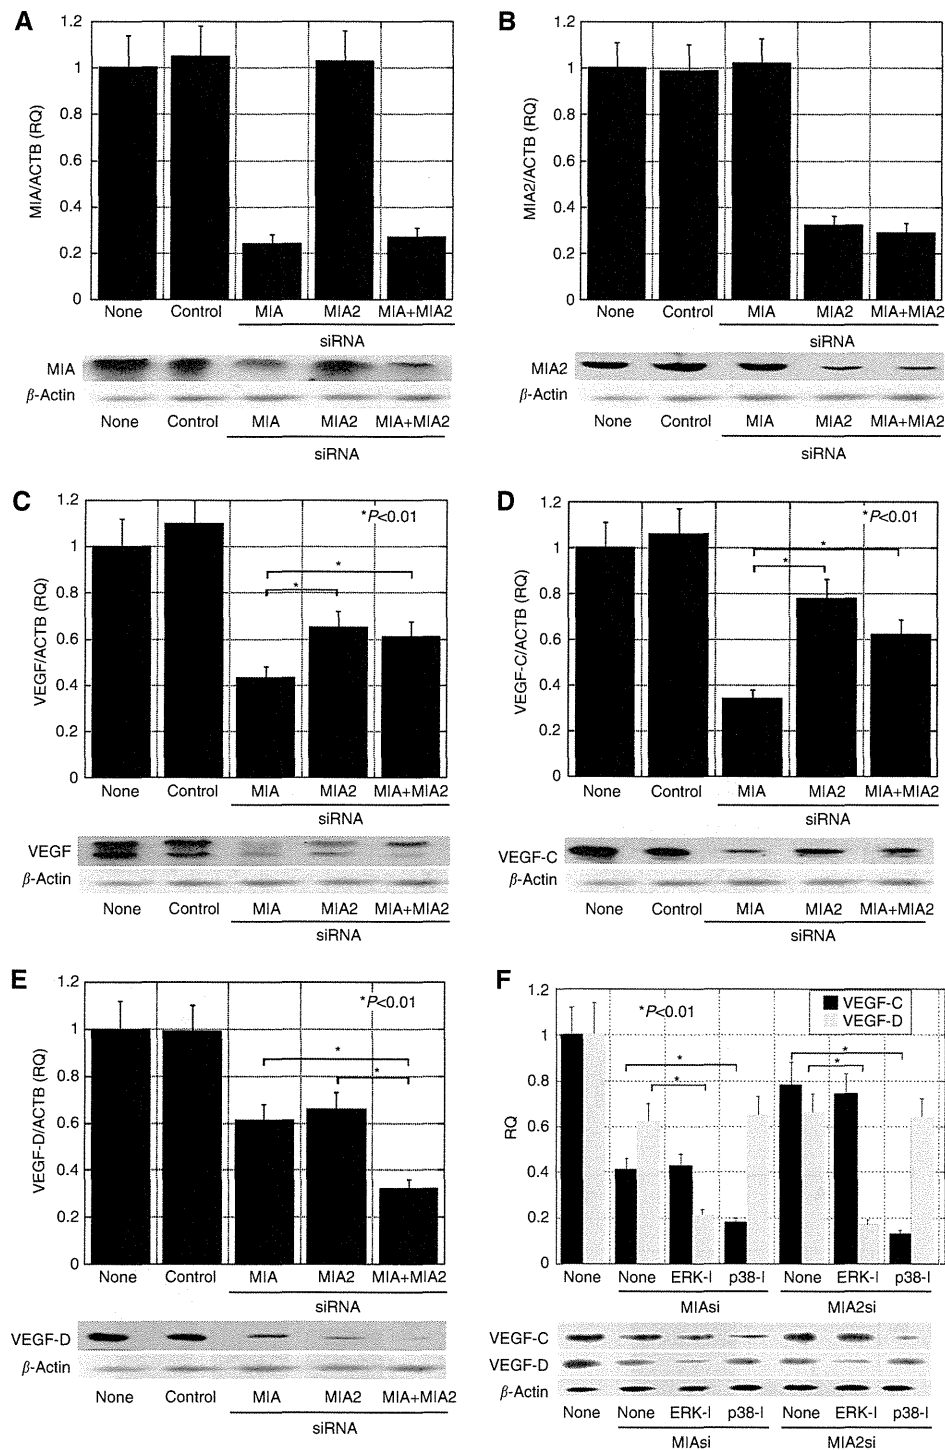 A
1.2
1
0.8
0.6
0.4
0.2
0
MIA/ACTB (RQ)
None Control MIA MIA2 MIA+MIA2
siRNA
MIA
β-Actin
None Control MIA MIA2 MIA+MIA2
siRNA
B
1.2
1
0.8
0.6
0.4
0.2
0
MIA2/ACTB (RQ)
None Control MIA MIA2 MIA+MIA2
siRNA
MIA2
β-Actin
None Control MIA MIA2 MIA+MIA2
siRNA
C
1.2
1
0.8
0.6
0.4
0.2
0
VEGF/ACTB (RQ)
*P<0.01
*
*
None Control MIA MIA2 MIA+MIA2
siRNA
VEGF
β-Actin
None Control MIA MIA2 MIA+MIA2
siRNA
D
1.2
1
0.8
0.6
0.4
0.2
0
VEGF-C/ACTB (RQ)
*P<0.01
*
*
None Control MIA MIA2 MIA+MIA2
siRNA
VEGF-C
β-Actin
None Control MIA MIA2 MIA+MIA2
siRNA
E
1.2
1
0.8
0.6
0.4
0.2
0
VEGF-D/ACTB (RQ)
*P<0.01
*
*
None Control MIA MIA2 MIA+MIA2
siRNA
VEGF-D
β-Actin
None Control MIA MIA2 MIA+MIA2
siRNA
F
1.2
1
0.8
0.6
0.4
0.2
0
RQ
*P<0.01
VEGF-C
VEGF-D
*
*
*
*
None None ERK-I p38-I None ERK-I p38-I
MIAsi MIA2si
VEGF-C
VEGF-D
β-Actin
None None ERK-I p38-I None ERK-I p38-I
MIAsi MIA2si